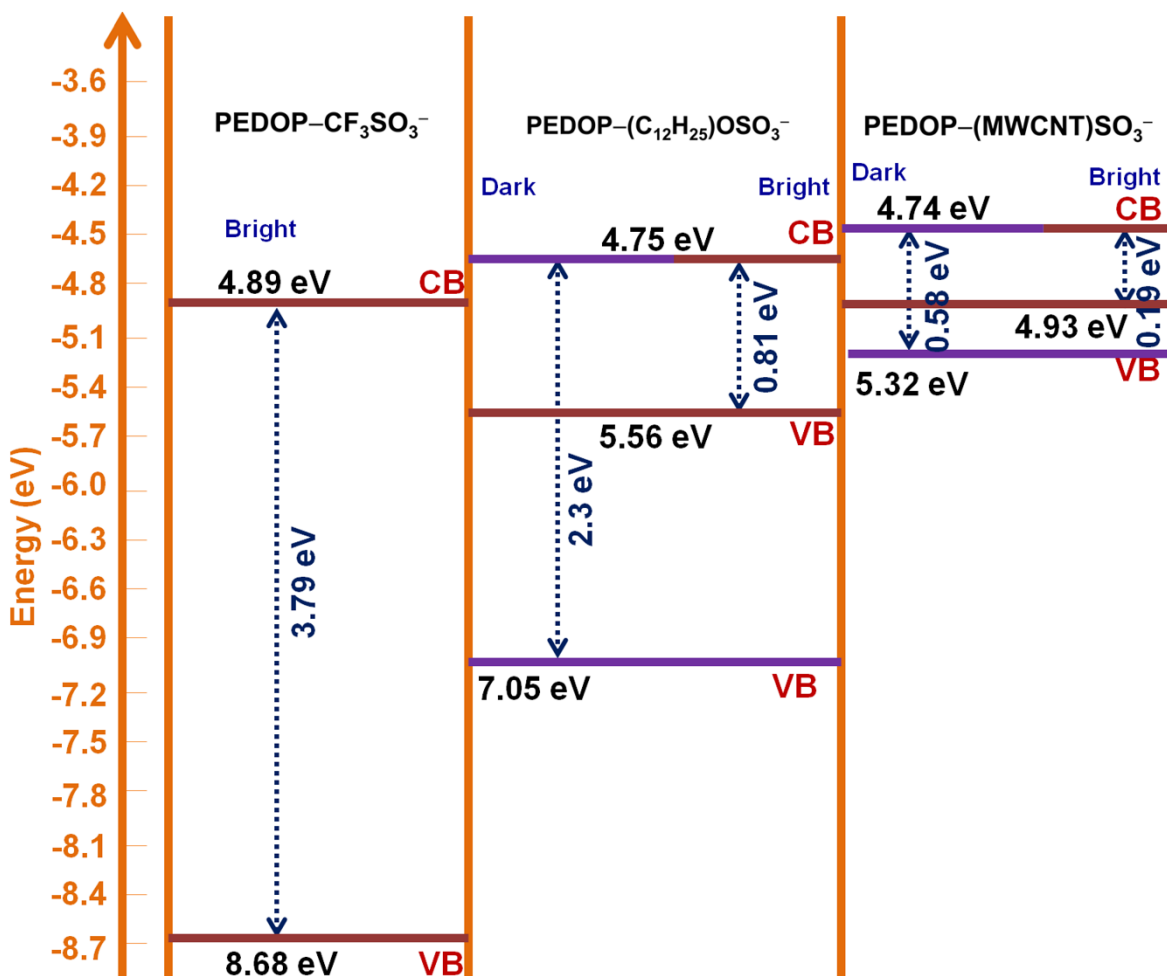 Energy (eV)
-3.6
-3.9
-4.2
-4.5
-4.8
-5.1
-5.4
-5.7
-6.0
-6.3
-6.6
-6.9
-7.2
-7.5
-7.8
-8.1
-8.4
-8.7
PEDOP–CF₃SO₃⁻
Bright
4.89 eV
CB
3.79 eV
8.68 eV
VB
PEDOP–(C₁₂H₂₅)OSO₃⁻
Dark
Bright
4.75 eV
CB
0.81 eV
2.3 eV
5.56 eV
VB
7.05 eV
VB
PEDOP–(MWCNT)SO₃⁻
Dark
Bright
4.74 eV
CB
0.58 eV
0.19 eV
4.93 eV
5.32 eV
VB